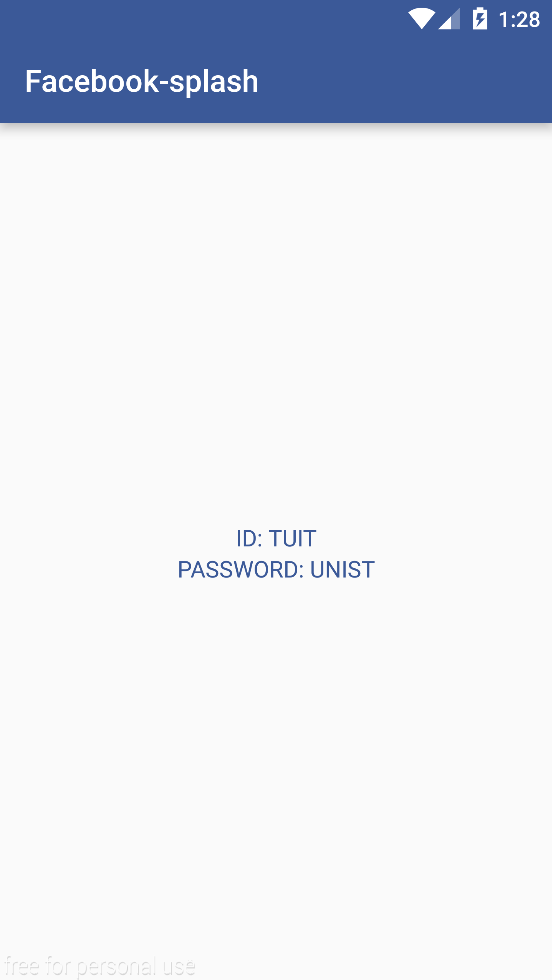 1:28
Facebook-splash
ID: TUIT
PASSWORD: UNIST
free for personal use